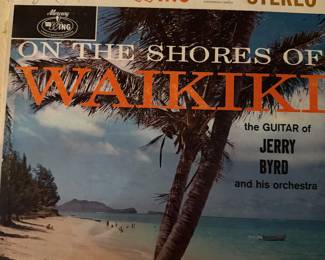 STEREO
Mercury
WING
ON THE SHORES OF
WAIKIKI
the GUITAR of
JERRY
BYRD
and his orchestra